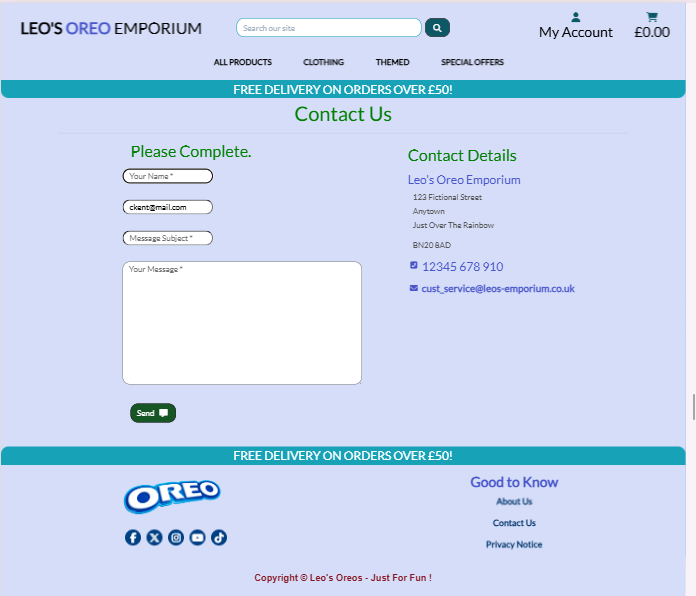 LEO'S OREO EMPORIUM
Search our site
My Account
£0.00
ALL PRODUCTS
CLOTHING
THEMED
SPECIAL OFFERS
FREE DELIVERY ON ORDERS OVER £50!
Contact Us
Please Complete.
Your Name *
ckent@mail.com
Message Subject *
Your Message *
Send
Contact Details
Leo's Oreo Emporium
123 Fictional Street
Anytown
Just Over The Rainbow
BN20 8AD
12345 678 910
cust_service@leos-emporium.co.uk
FREE DELIVERY ON ORDERS OVER £50!
OREO
Good to Know
About Us
Contact Us
Privacy Notice
Copyright © Leo's Oreos - Just For Fun !